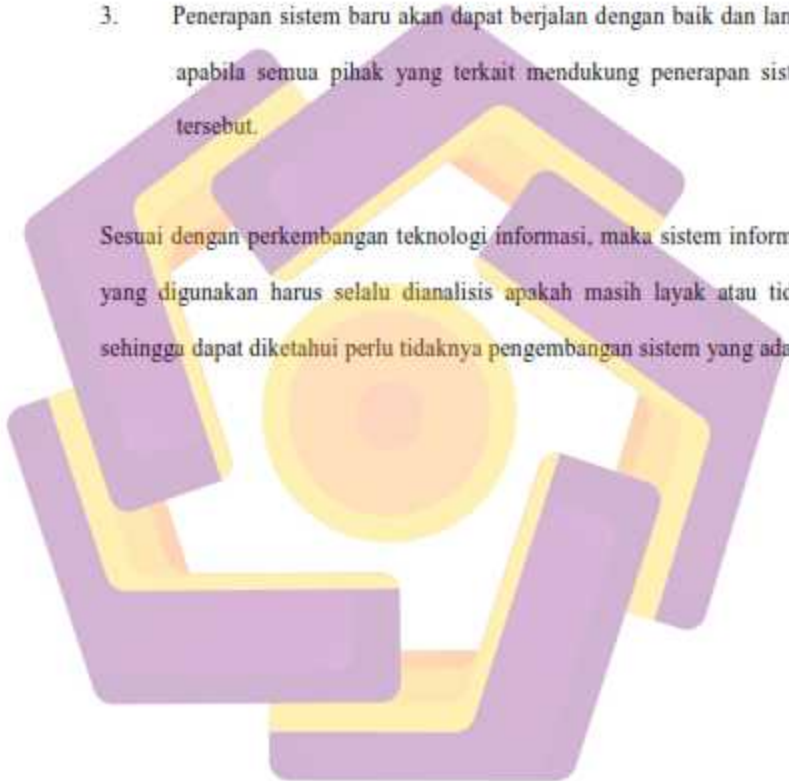 3. Penerapan sistem baru akan dapat berjalan dengan baik dan lan
apabila semua pihak yang terkait mendukung penerapan sist
tersebut.
Sesuai dengan perkembangan teknologi informasi, maka sistem inform
yang digunakan harus selalu dianalisis apakah masih layak atau tid
sehingga dapat diketahui perlu tidaknya pengembangan sistem yang ada